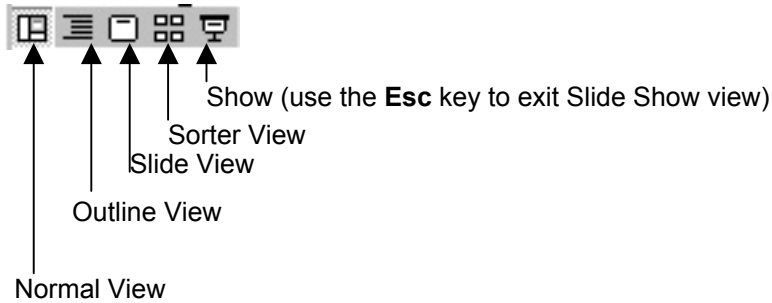 Show (use the Esc key to exit Slide Show view)
Sorter View
Slide View
Outline View
Normal View